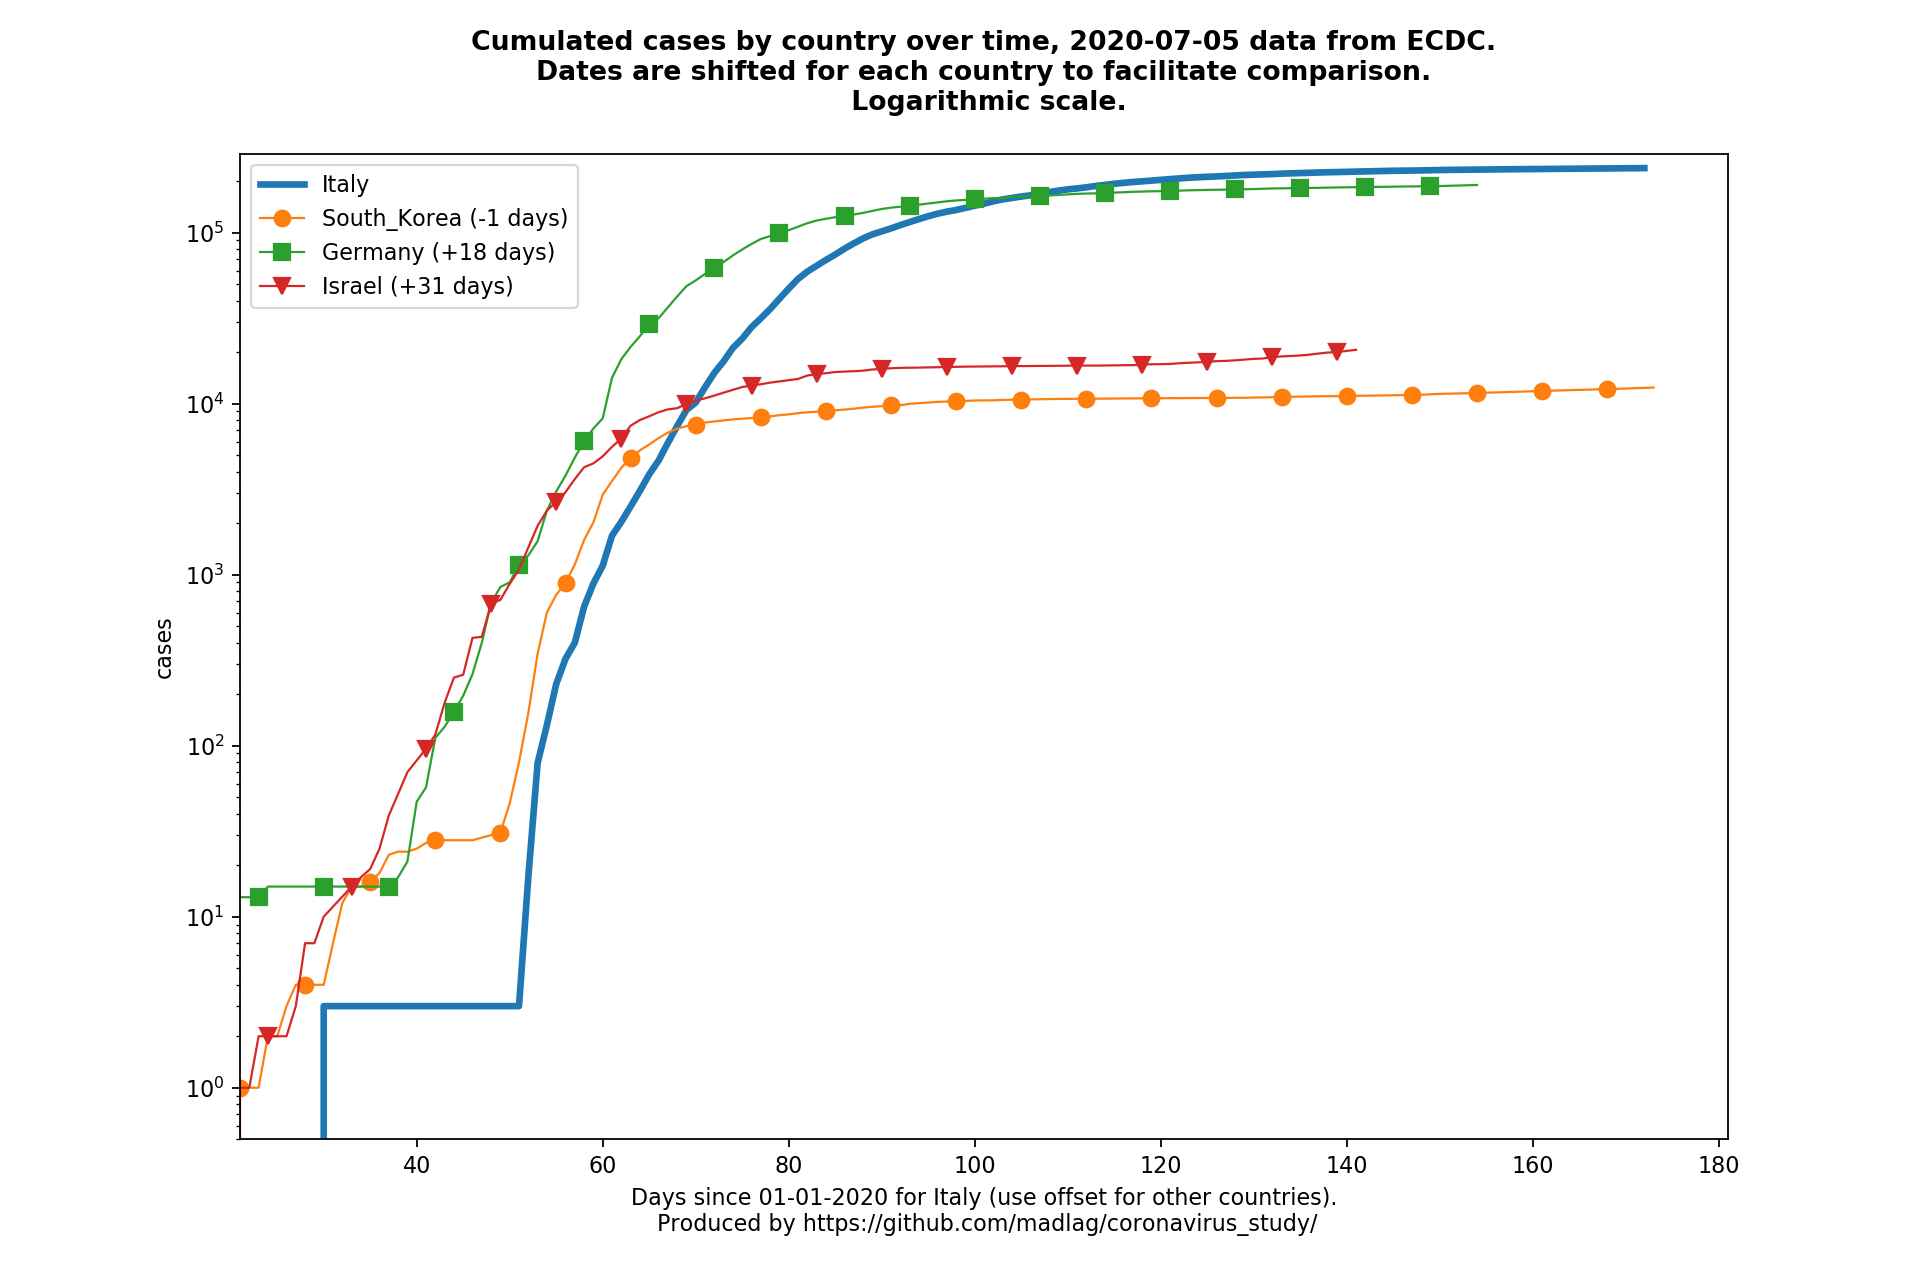 Cumulated cases by country over time, 2020-07-05 data from ECDC.
Dates are shifted for each country to facilitate comparison.
Logarithmic scale.
Italy
South_Korea (-1 days)
Germany (+18 days)
Israel (+31 days)
10^5
10^4
10^3
10^2
10^1
10^0
cases
40 60 80 100 120 140 160 180
Days since 01-01-2020 for Italy (use offset for other countries).
Produced by https://github.com/madlag/coronavirus_study/